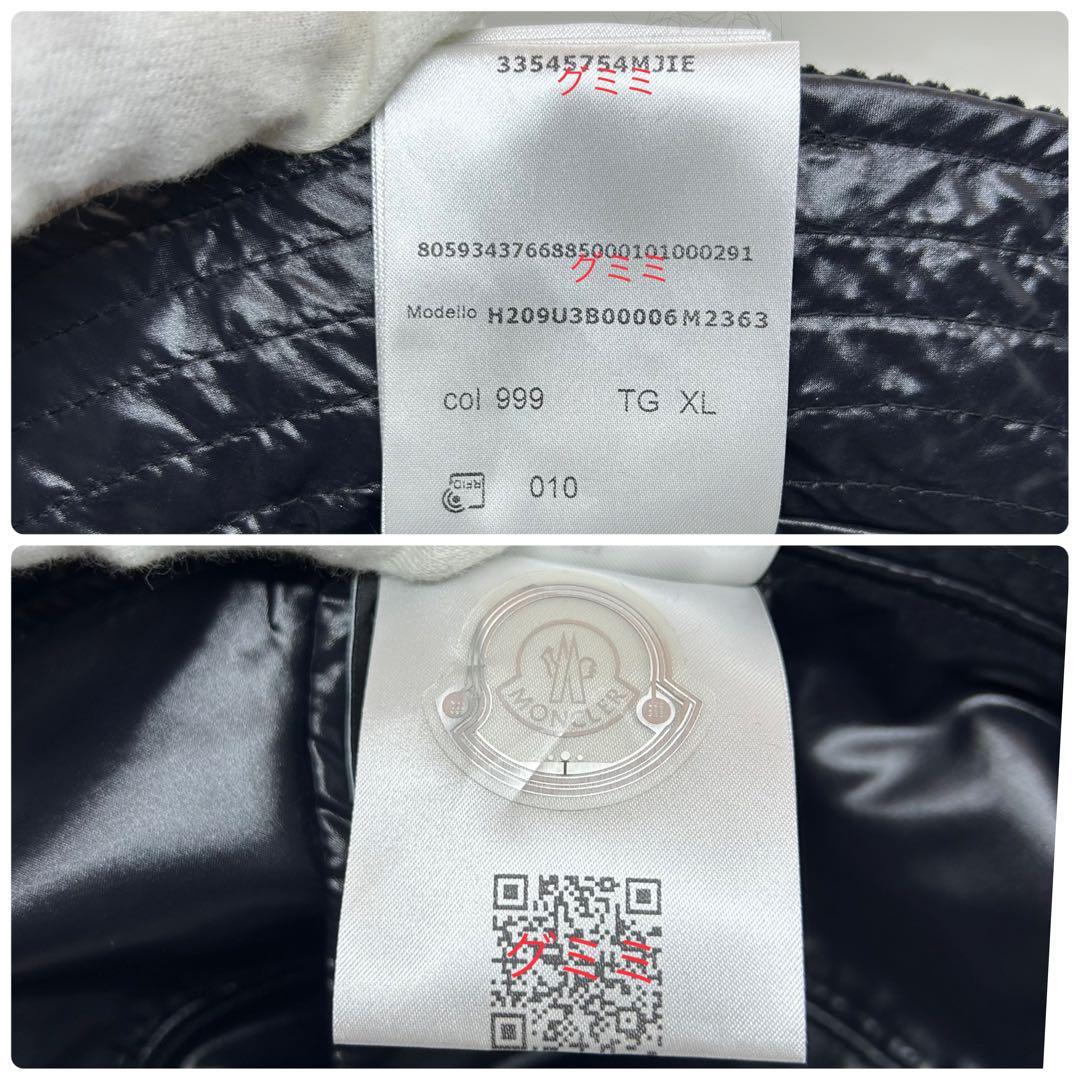 33545754MJIE
グミミ
8059343766885000101000291
グミミ
Modello H209U3B00006M2363
col 999 TG XL
RFID 010
MONCLER
グミミ